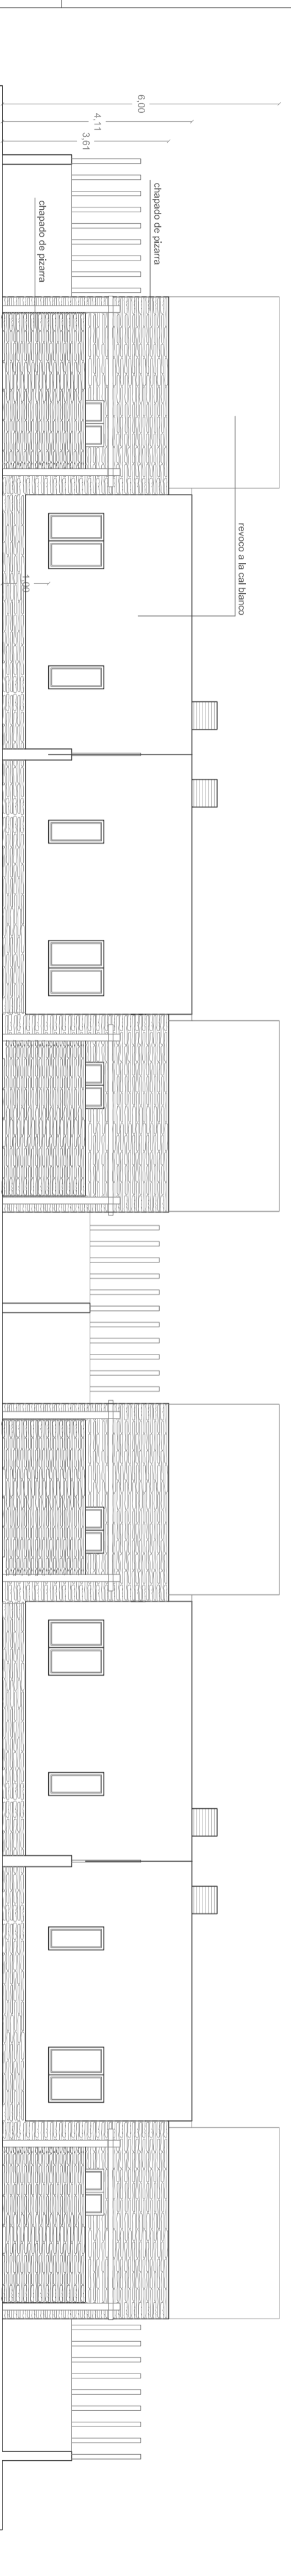 6,00
4,11
3,61
chapado de pizarra
chapado de pizarra
revoco a la cal blanco
1,00